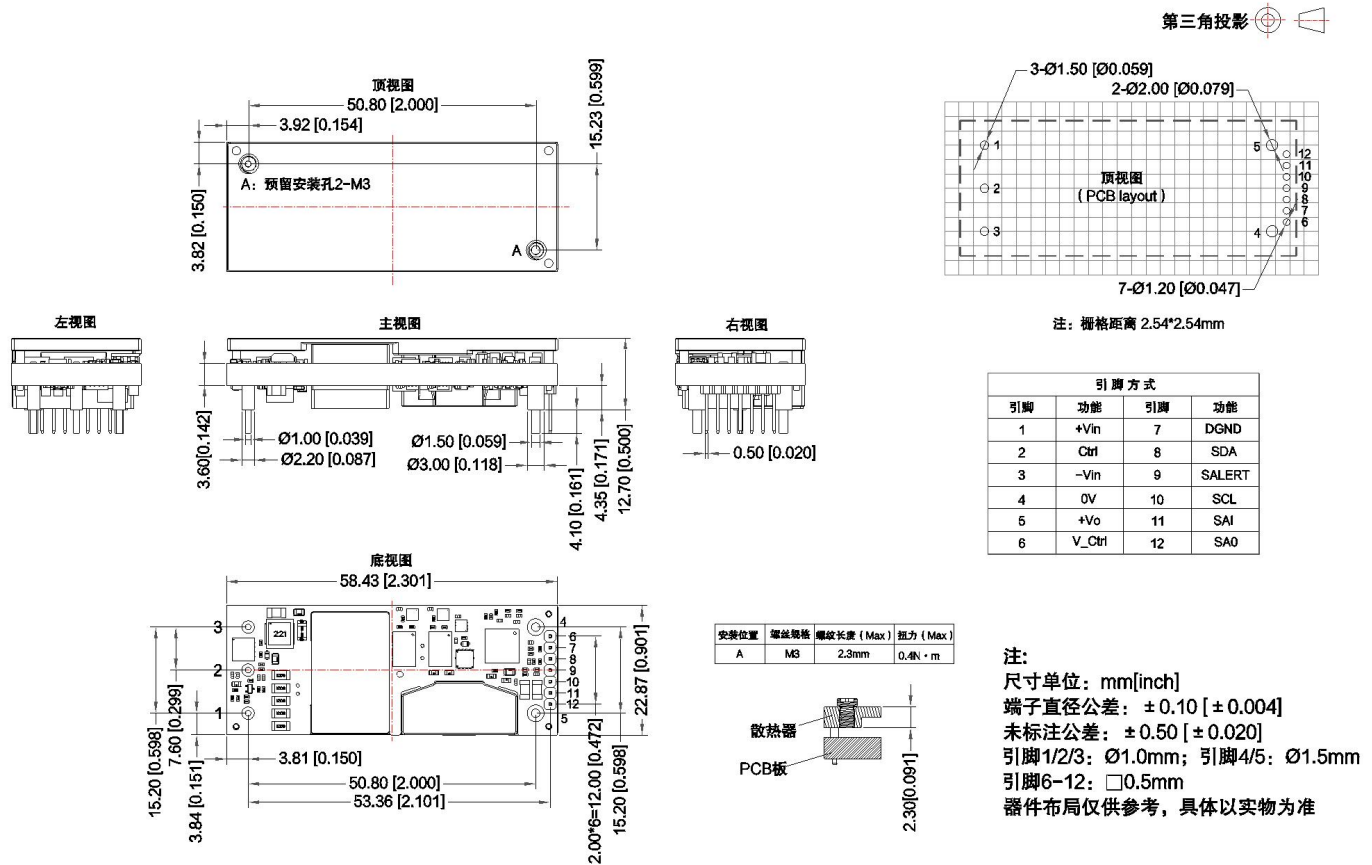 第三角投影
顶视图
50.80 [2.000]
3.92 [0.154]
15.23 [0.599]
3.82 [0.150]
A：预留安装孔2-M3
A
3-Ø1.50 [Ø0.059]
2-Ø2.00 [Ø0.079]
1
2
3
5
4
12
11
10
9
8
7
6
顶视图
( PCB layout )
7-Ø1.20 [Ø0.047]
注：栅格距离 2.54*2.54mm
左视图
主视图
右视图
3.60[0.142]
Ø1.00 [0.039]
Ø2.20 [0.087]
Ø1.50 [0.059]
Ø3.00 [0.118]
4.10 [0.161]
4.35 [0.171]
12.70 [0.500]
0.50 [0.020]
引脚方式
引脚 功能 引脚 功能
1 +Vin 7 DGND
2 Ctrl 8 SDA
3 -Vin 9 SALERT
4 0V 10 SCL
5 +Vo 11 SAI
6 V_Ctrl 12 SA0
底视图
58.43 [2.301]
3
2
1
221
4
6
7
8
9
10
11
12
5
22.87 [0.901]
15.20 [0.598]
7.60 [0.299]
3.84 [0.151]
3.81 [0.150]
50.80 [2.000]
53.36 [2.101]
2.00*6=12.00 [0.472]
15.20 [0.598]
安装位置 螺丝规格 螺纹长度（Max） 扭力（Max）
A M3 2.3mm 0.4N·m
散热器
PCB板
2.30[0.091]
注:
尺寸单位：mm[inch]
端子直径公差：±0.10 [±0.004]
未标注公差：±0.50 [±0.020]
引脚1/2/3：Ø1.0mm；引脚4/5：Ø1.5mm
引脚6-12：□0.5mm
器件布局仅供参考，具体以实物为准